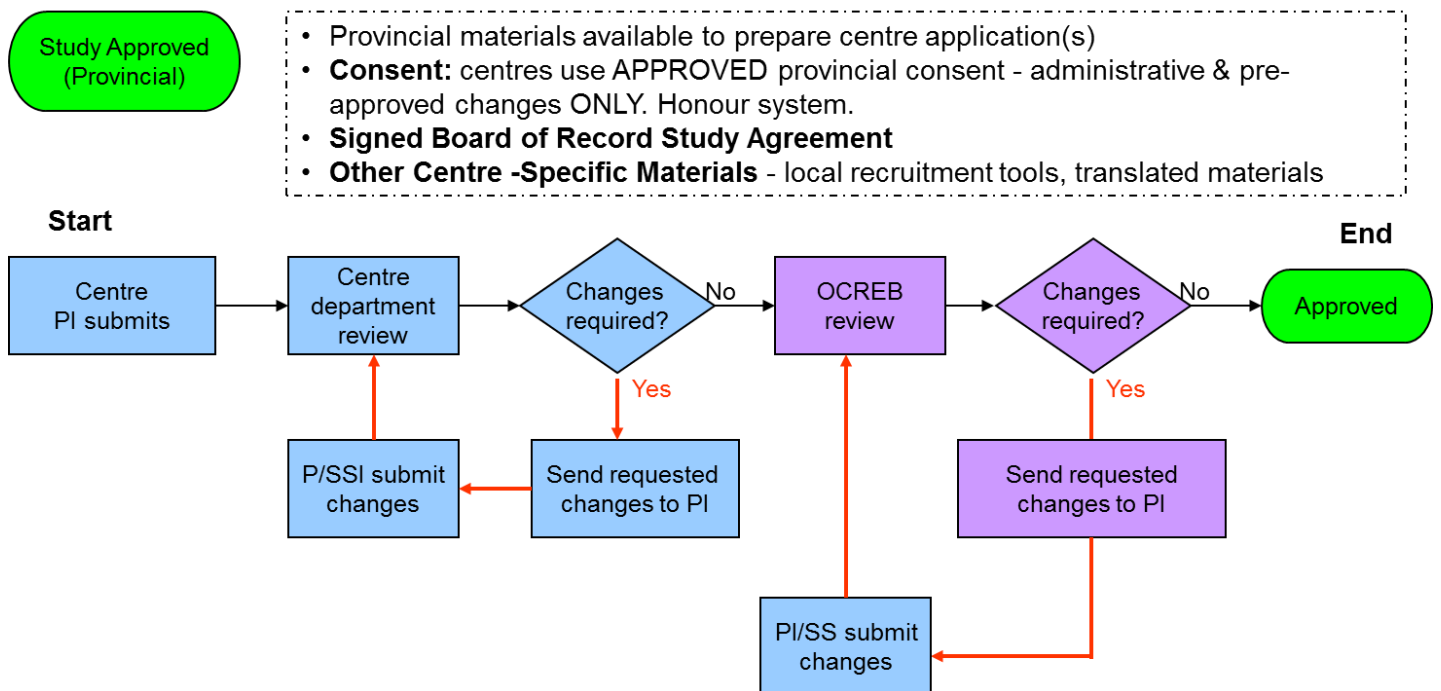 Study Approved
(Provincial)
• Provincial materials available to prepare centre application(s)
• Consent: centres use APPROVED provincial consent - administrative & pre-
approved changes ONLY. Honour system.
• Signed Board of Record Study Agreement
• Other Centre -Specific Materials - local recruitment tools, translated materials
Start
End
Centre
PI submits
Centre
department
review
Changes
required?
No
OCREB
review
Changes
required?
No
Approved
Yes
Yes
P/SSI submit
changes
Send requested
changes to PI
Send requested
changes to PI
PI/SS submit
changes